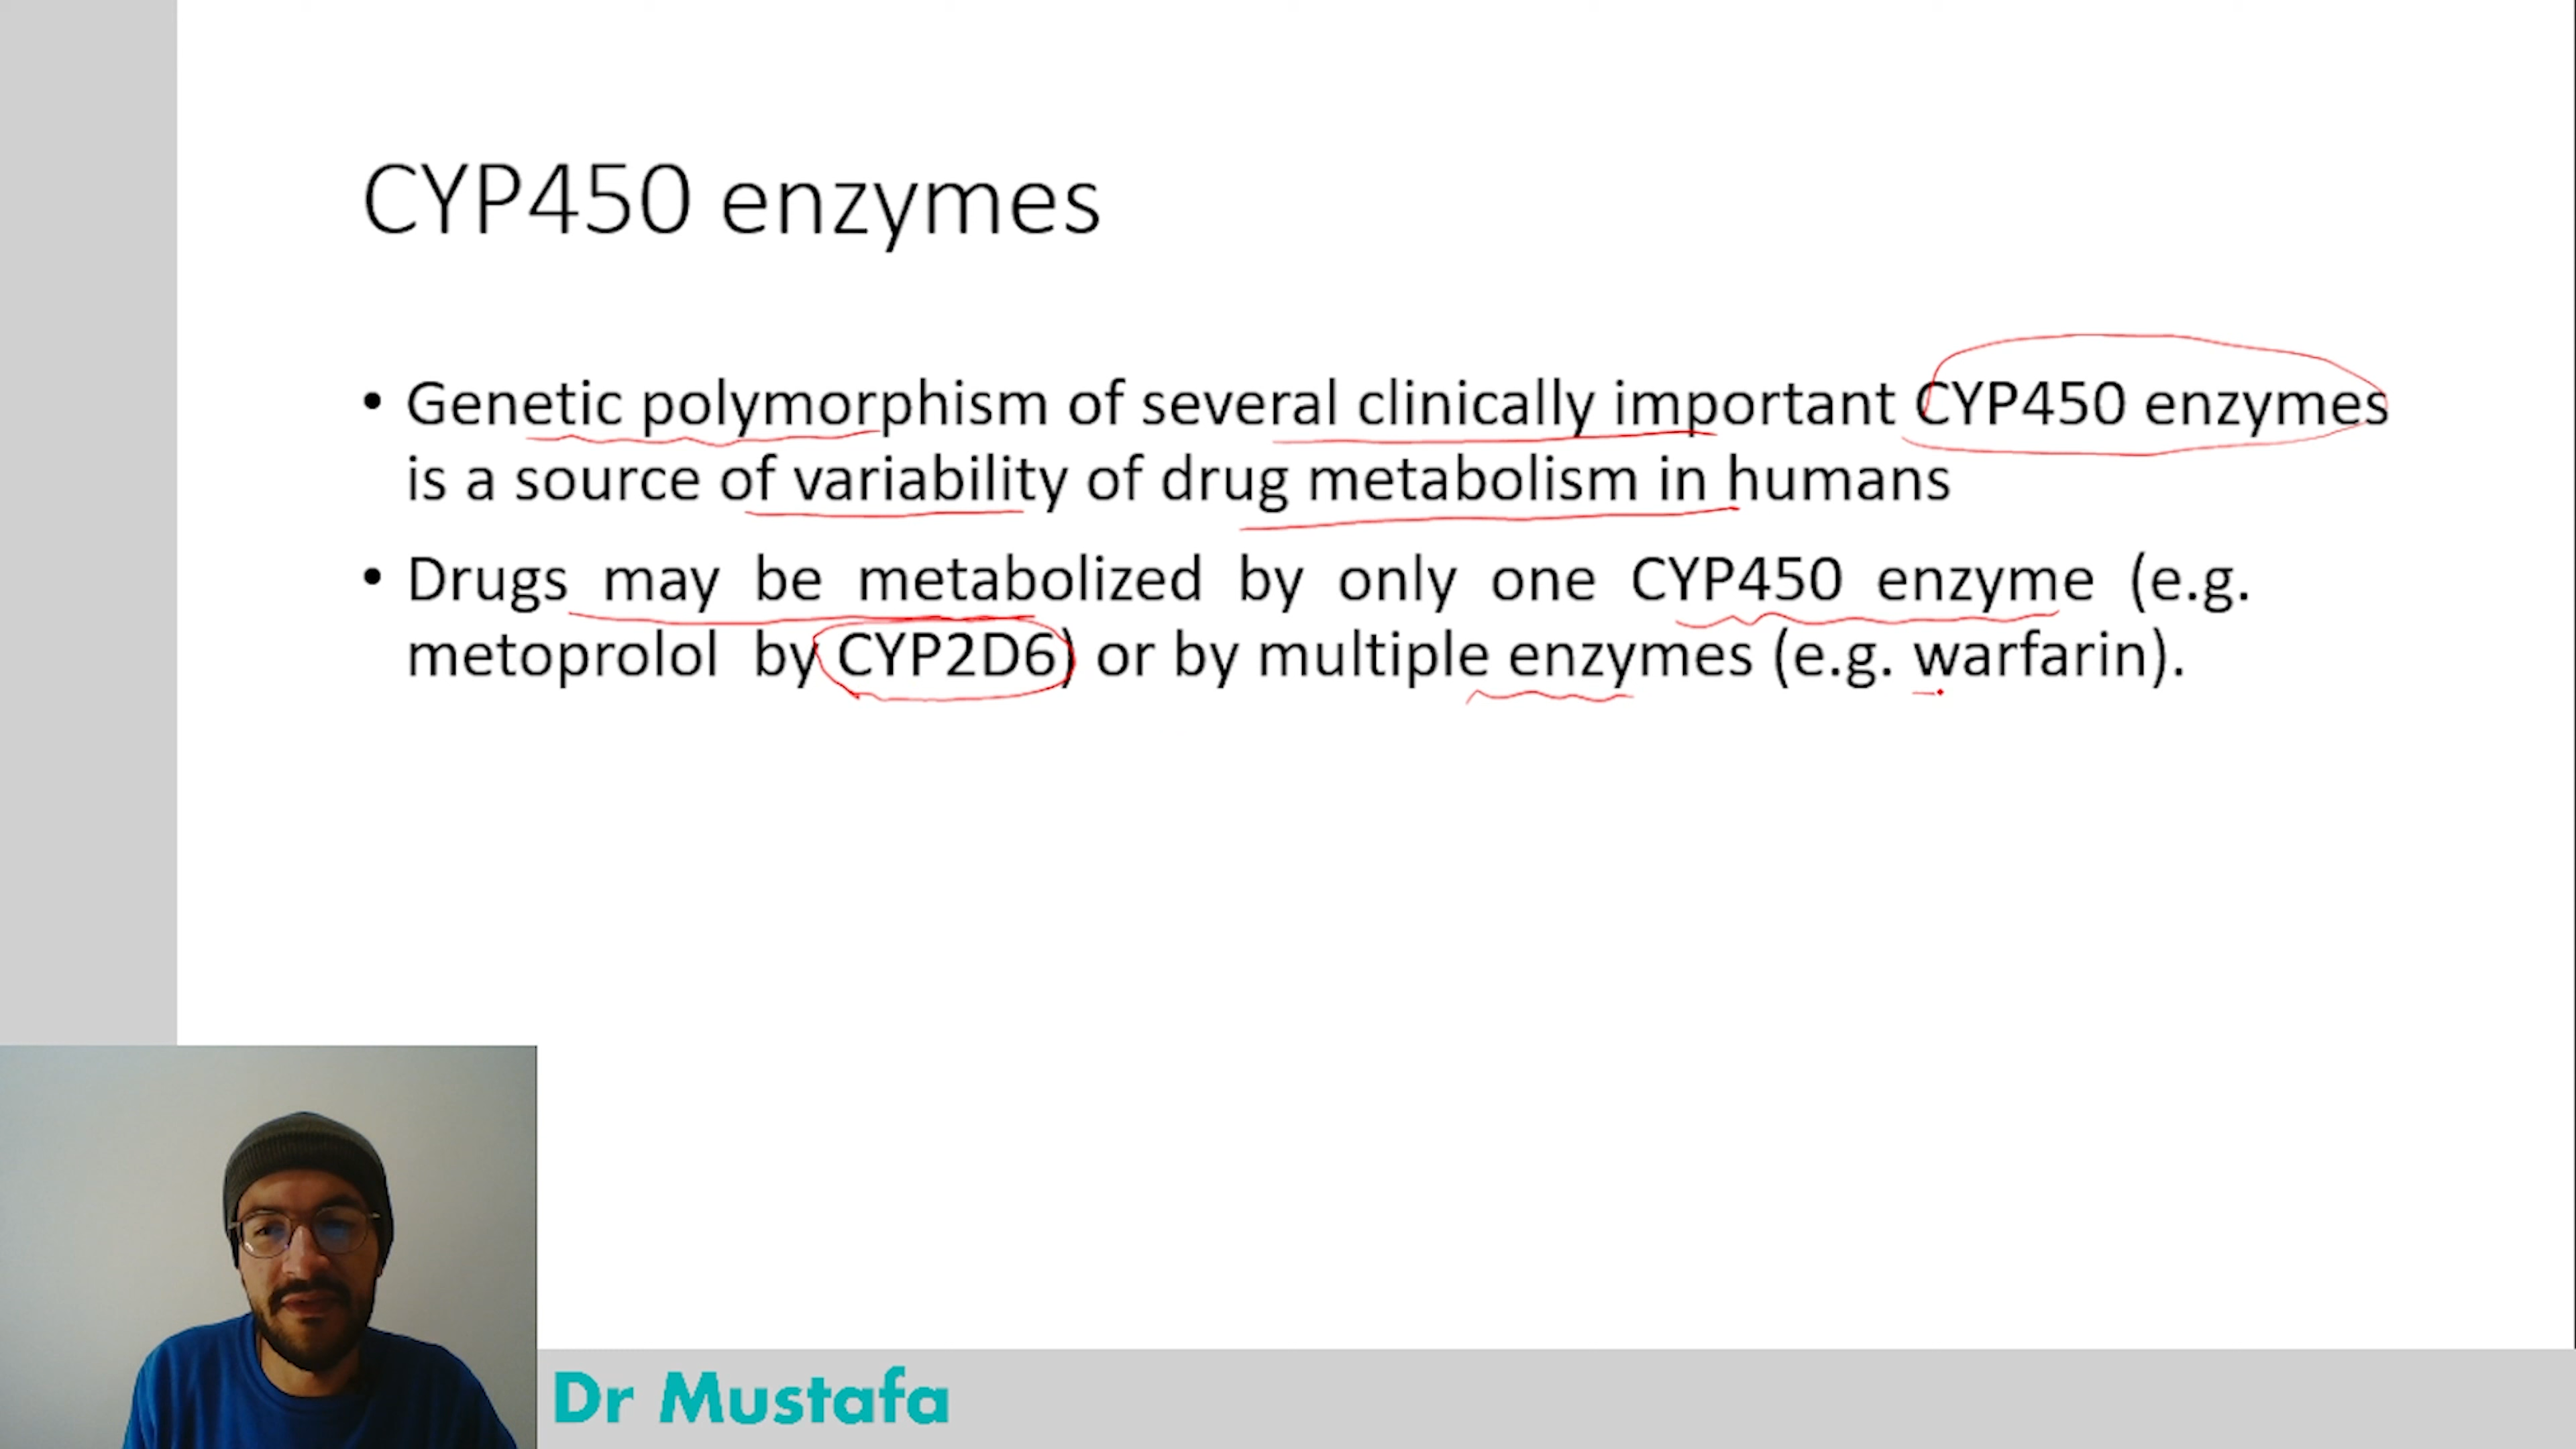 CYP450 enzymes
• Genetic polymorphism of several clinically important CYP450 enzymes
is a source of variability of drug metabolism in humans
• Drugs may be metabolized by only one CYP450 enzyme (e.g.
metoprolol by CYP2D6) or by multiple enzymes (e.g. warfarin).
Dr Mustafa